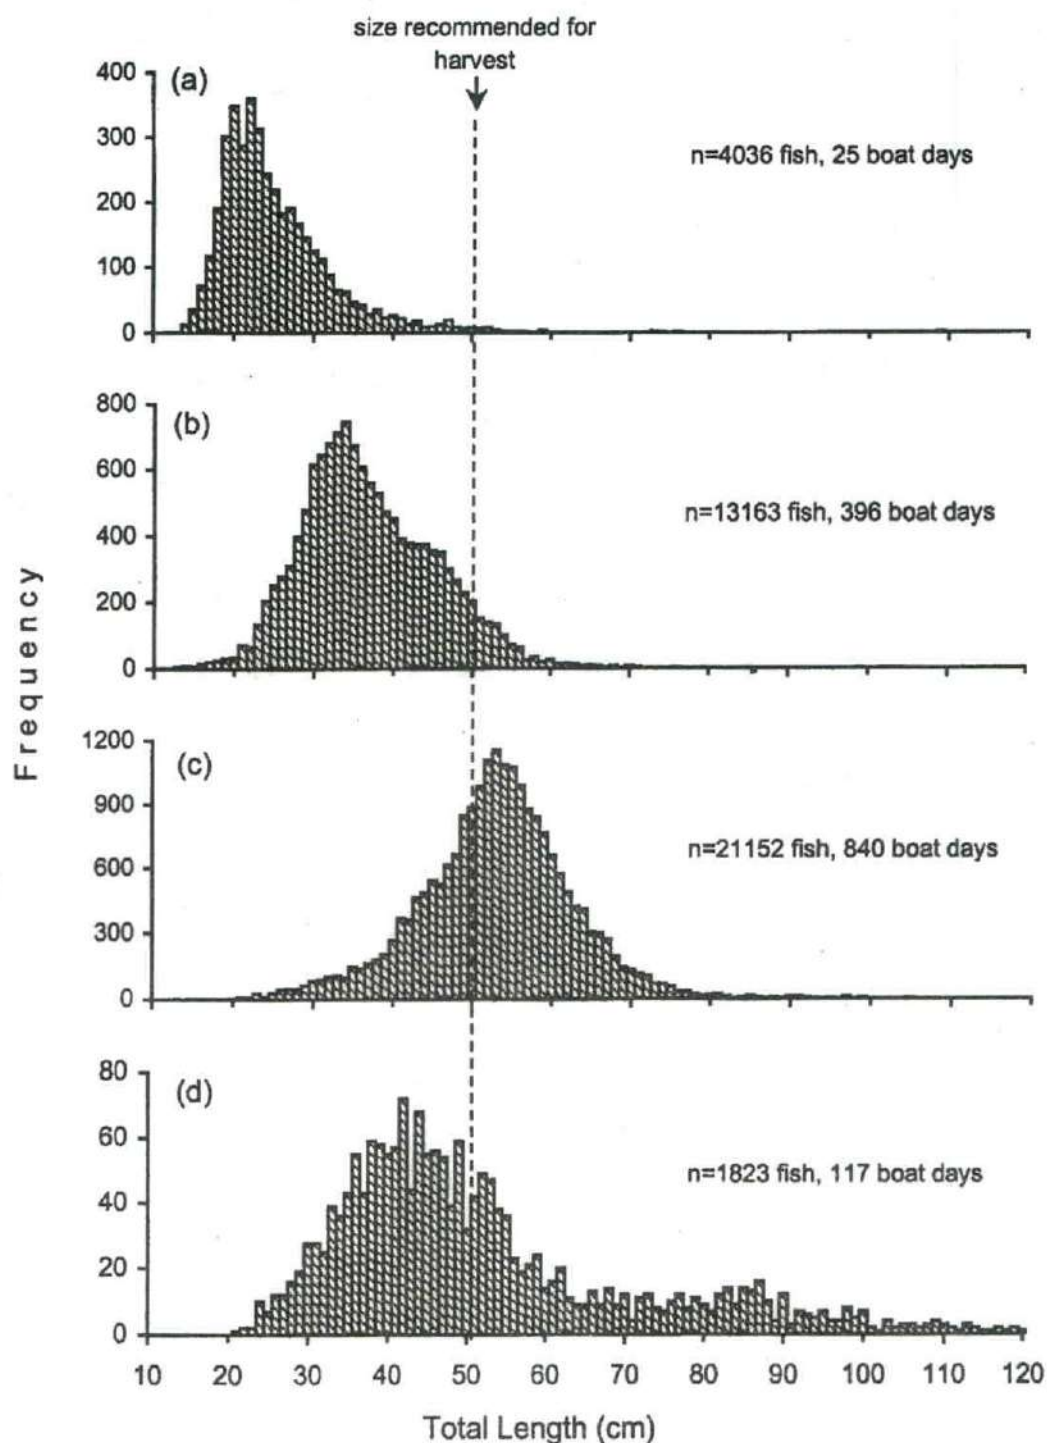 size recommended for
harvest
400
(a)
300
n=4036 fish, 25 boat days
200
100
0
800
(b)
600
n=13163 fish, 396 boat days
400
200
0
Frequency
1200
(c)
900
n=21152 fish, 840 boat days
600
300
0
80
(d)
60
n=1823 fish, 117 boat days
40
20
0
10 20 30 40 50 60 70 80 90 100 110 120
Total Length (cm)